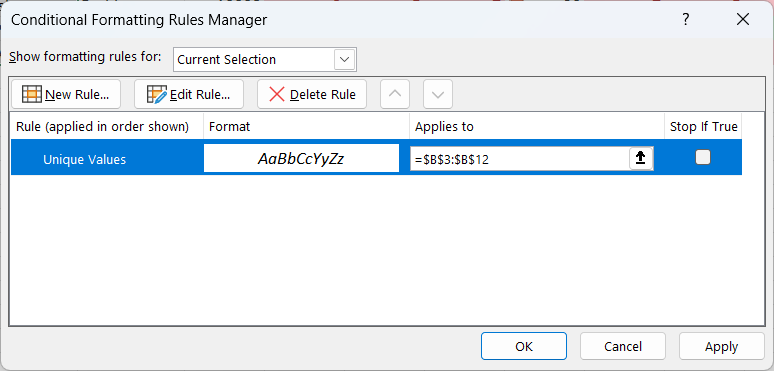 Conditional Formatting Rules Manager ?
Show formatting rules for: Current Selection
New Rule... Edit Rule... Delete Rule
Rule (applied in order shown) Format Applies to Stop If True
Unique Values AaBbCcYyZz =$B$3:$B$12
OK Cancel Apply